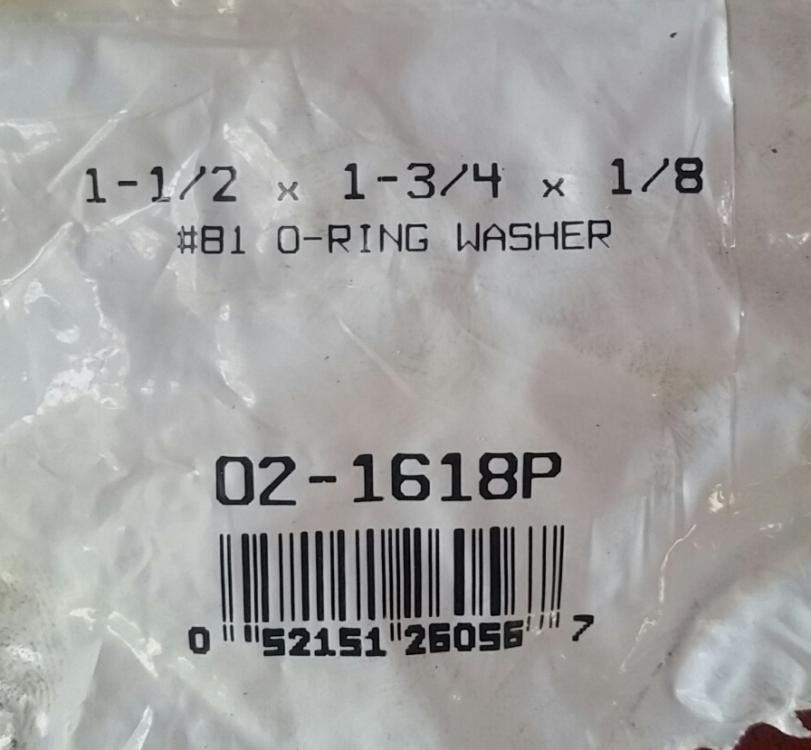 1-1/2 x 1-3/4 x 1/8
#81 O-RING WASHER
02-1618P
0 52151 26056 7